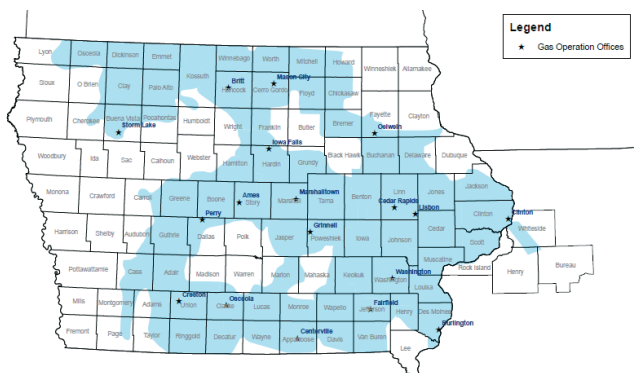 Legend
★ Gas Operation Offices
Lyon
Osceola
Dickinson
Emmet
Winnebago
Worth
Mitchell
Howard
Winneshiek
Allamakee
Sioux
O Brien
Clay
Palo Alto
Kossuth
Britt
Hancock
Mason City
Cerro Gordo
Floyd
Chickasaw
Plymouth
Cherokee
Buena Vista
Pocahontas
Storm Lake
Humboldt
Wright
Franklin
Butler
Bremer
Fayette
Clayton
Oelwein
Woodbury
Ida
Sac
Calhoun
Webster
Hamilton
Iowa Falls
Hardin
Grundy
Black Hawk
Buchanan
Delaware
Dubuque
Monona
Crawford
Carroll
Greene
Boone
Ames
Story
Marshalltown
Tama
Benton
Linn
Cedar Rapids
Jones
Lisbon
Jackson
Clinton
Clinton
Whiteside
Harrison
Shelby
Audubon
Guthrie
Perry
Dallas
Polk
Jasper
Grinnell
Poweshiek
Iowa
Johnson
Cedar
Scott
Muscatine
Rock Island
Henry
Bureau
Pottawattamie
Cass
Adair
Madison
Warren
Marion
Mahaska
Keokuk
Washington
Washington
Louisa
Mills
Montgomery
Adams
Creston
Union
Osceola
Clarke
Lucas
Monroe
Wapello
Fairfield
Jefferson
Henry
Des Moines
Burlington
Fremont
Page
Taylor
Ringgold
Decatur
Wayne
Centerville
Appanoose
Davis
Van Buren
Lee